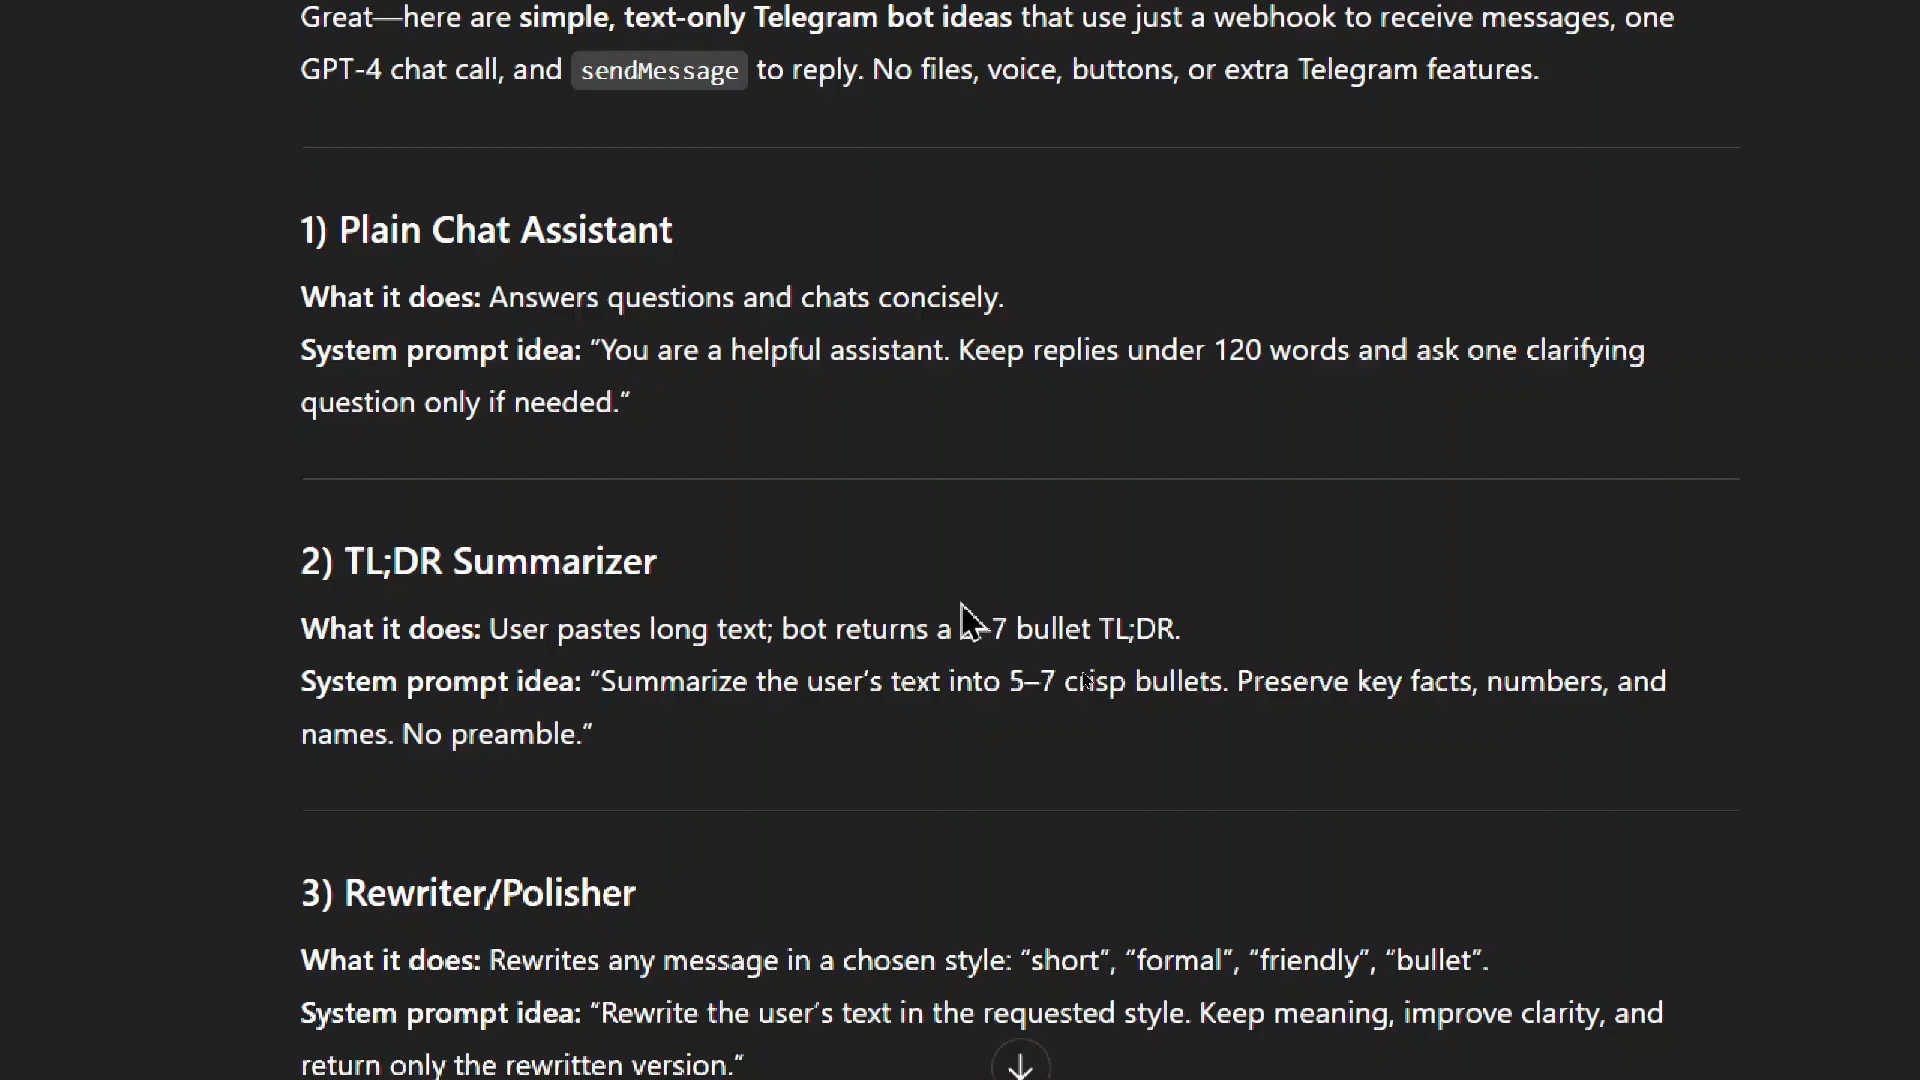 Great—here are simple, text-only Telegram bot ideas that use just a webhook to receive messages, one
GPT-4 chat call, and sendMessage to reply. No files, voice, buttons, or extra Telegram features.
1) Plain Chat Assistant
What it does: Answers questions and chats concisely.
System prompt idea: “You are a helpful assistant. Keep replies under 120 words and ask one clarifying
question only if needed.”
2) TL;DR Summarizer
What it does: User pastes long text; bot returns a –7 bullet TL;DR.
System prompt idea: “Summarize the user’s text into 5–7 crisp bullets. Preserve key facts, numbers, and
names. No preamble.”
3) Rewriter/Polisher
What it does: Rewrites any message in a chosen style: “short”, “formal”, “friendly”, “bullet”.
System prompt idea: “Rewrite the user’s text in the requested style. Keep meaning, improve clarity, and
return only the rewritten version.”